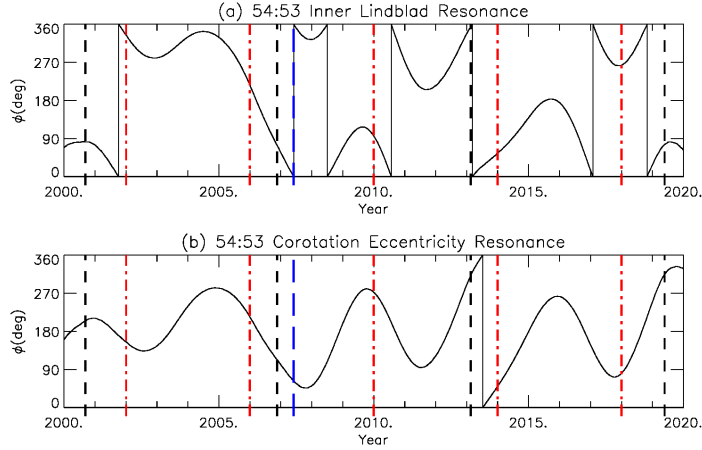 (a) 54:53 Inner Lindblad Resonance
360
270
180
90
0
ϕ(deg)
2000. 2005. 2010. 2015. 2020.
Year
(b) 54:53 Corotation Eccentricity Resonance
360
270
180
90
0
ϕ(deg)
2000. 2005. 2010. 2015. 2020.
Year